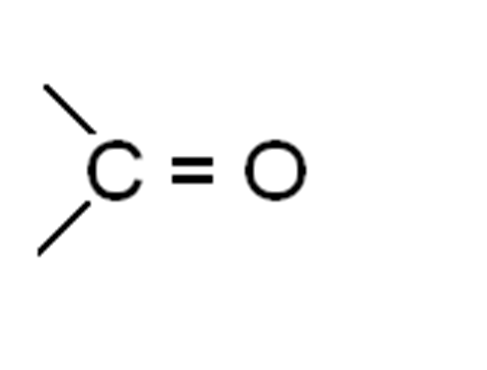 C = O